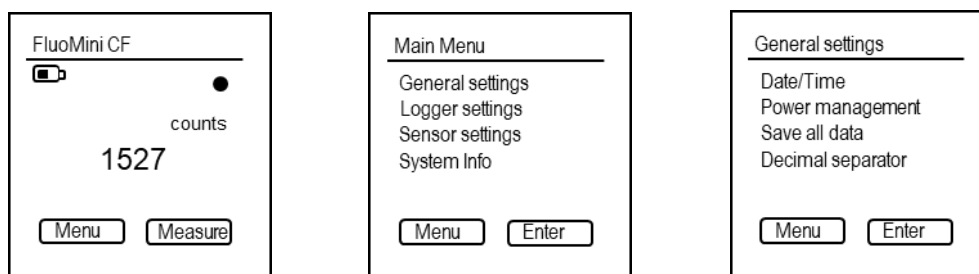 FluoMini CF
counts
1527
Menu
Measure
Main Menu
General settings
Logger settings
Sensor settings
System Info
Menu
Enter
General settings
Date/Time
Power management
Save all data
Decimal separator
Menu
Enter